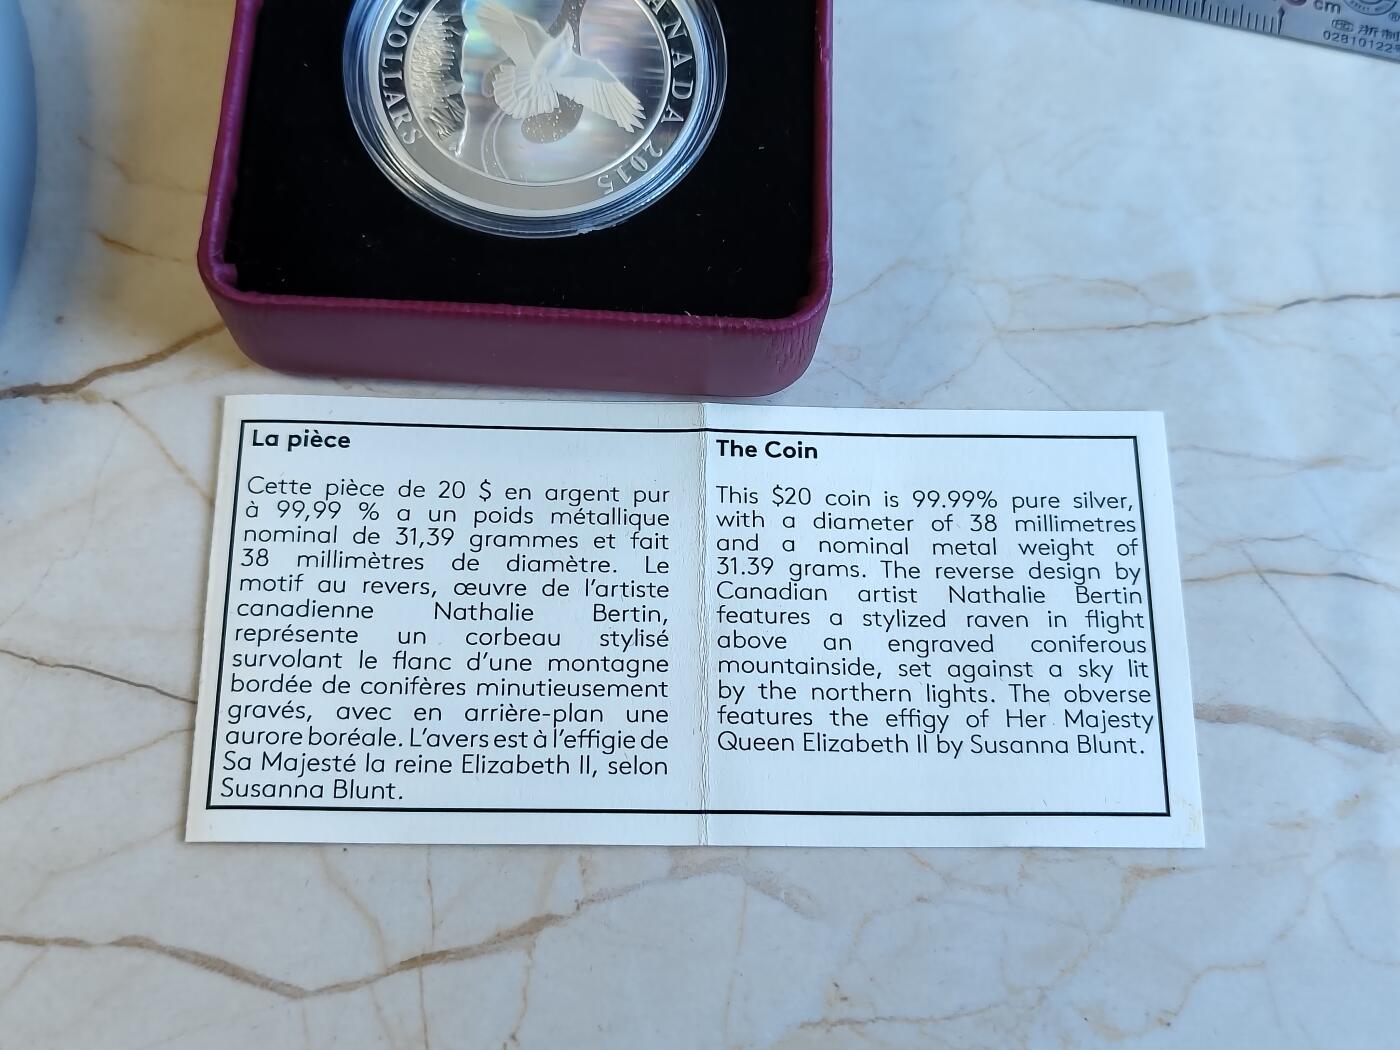 DOLLARS
CANADA 2015
cm
0281012
La pièce
Cette pièce de 20 $ en argent pur
à 99,99 % a un poids métallique
nominal de 31,39 grammes et fait
38 millimètres de diamètre. Le
motif au revers, œuvre de l'artiste
canadienne Nathalie Bertin,
représente un corbeau stylisé
survolant le flanc d'une montagne
bordée de conifères minutieusement
gravés, avec en arrière-plan une
aurore boréale. L'avers est à l'effigie de
Sa Majesté la reine Elizabeth II, selon
Susanna Blunt.
The Coin
This $20 coin is 99.99% pure silver,
with a diameter of 38 millimetres
and a nominal metal weight of
31.39 grams. The reverse design by
Canadian artist Nathalie Bertin
features a stylized raven in flight
above an engraved coniferous
mountainside, set against a sky lit
by the northern lights. The obverse
features the effigy of Her Majesty
Queen Elizabeth II by Susanna Blunt.